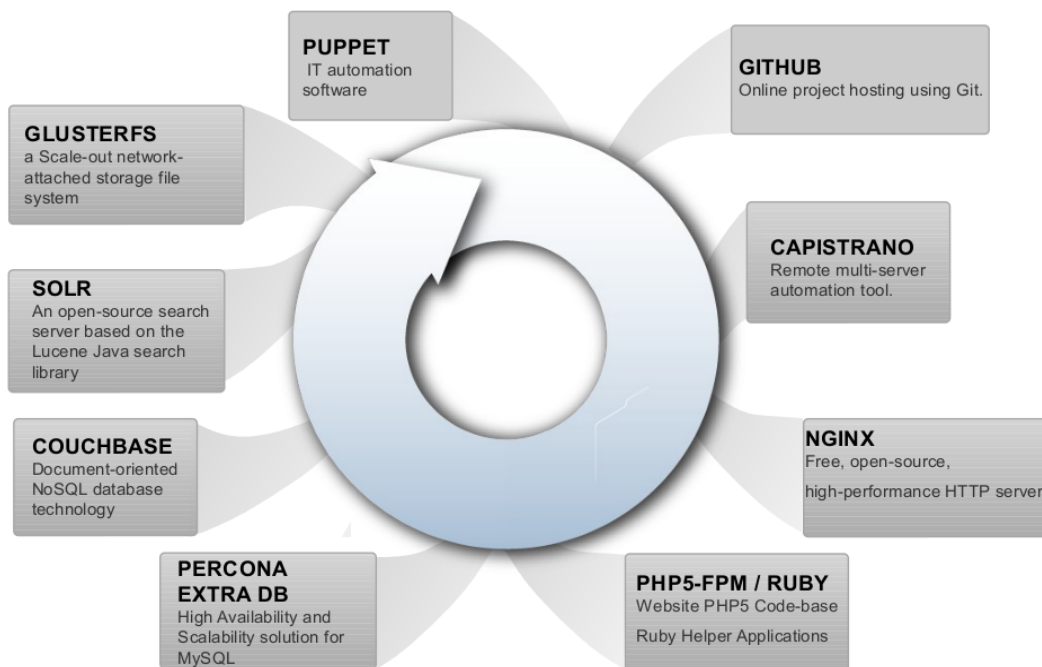 PUPPET
IT automation
software
GITHUB
Online project hosting using Git.
GLUSTERFS
a Scale-out network-
attached storage file
system
CAPISTRANO
Remote multi-server
automation tool.
SOLR
An open-source search
server based on the
Lucene Java search
library
COUCHBASE
Document-oriented
NoSQL database
technology
NGINX
Free, open-source,
high-performance HTTP server
PERCONA
EXTRA DB
High Availability and
Scalability solution for
MySQL
PHP5-FPM / RUBY
Website PHP5 Code-base
Ruby Helper Applications